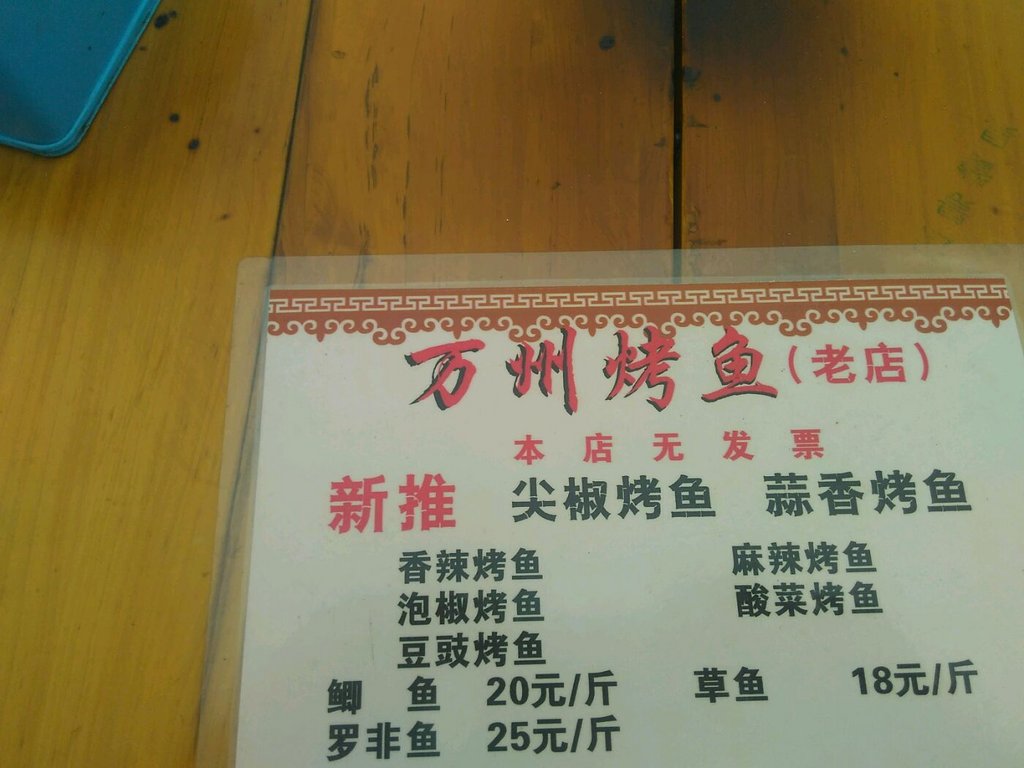 万州烤鱼(老店)
本店无发票
新推 尖椒烤鱼 蒜香烤鱼
香辣烤鱼 麻辣烤鱼
泡椒烤鱼 酸菜烤鱼
豆豉烤鱼
鲫鱼 20元/斤 草鱼 18元/斤
罗非鱼 25元/斤